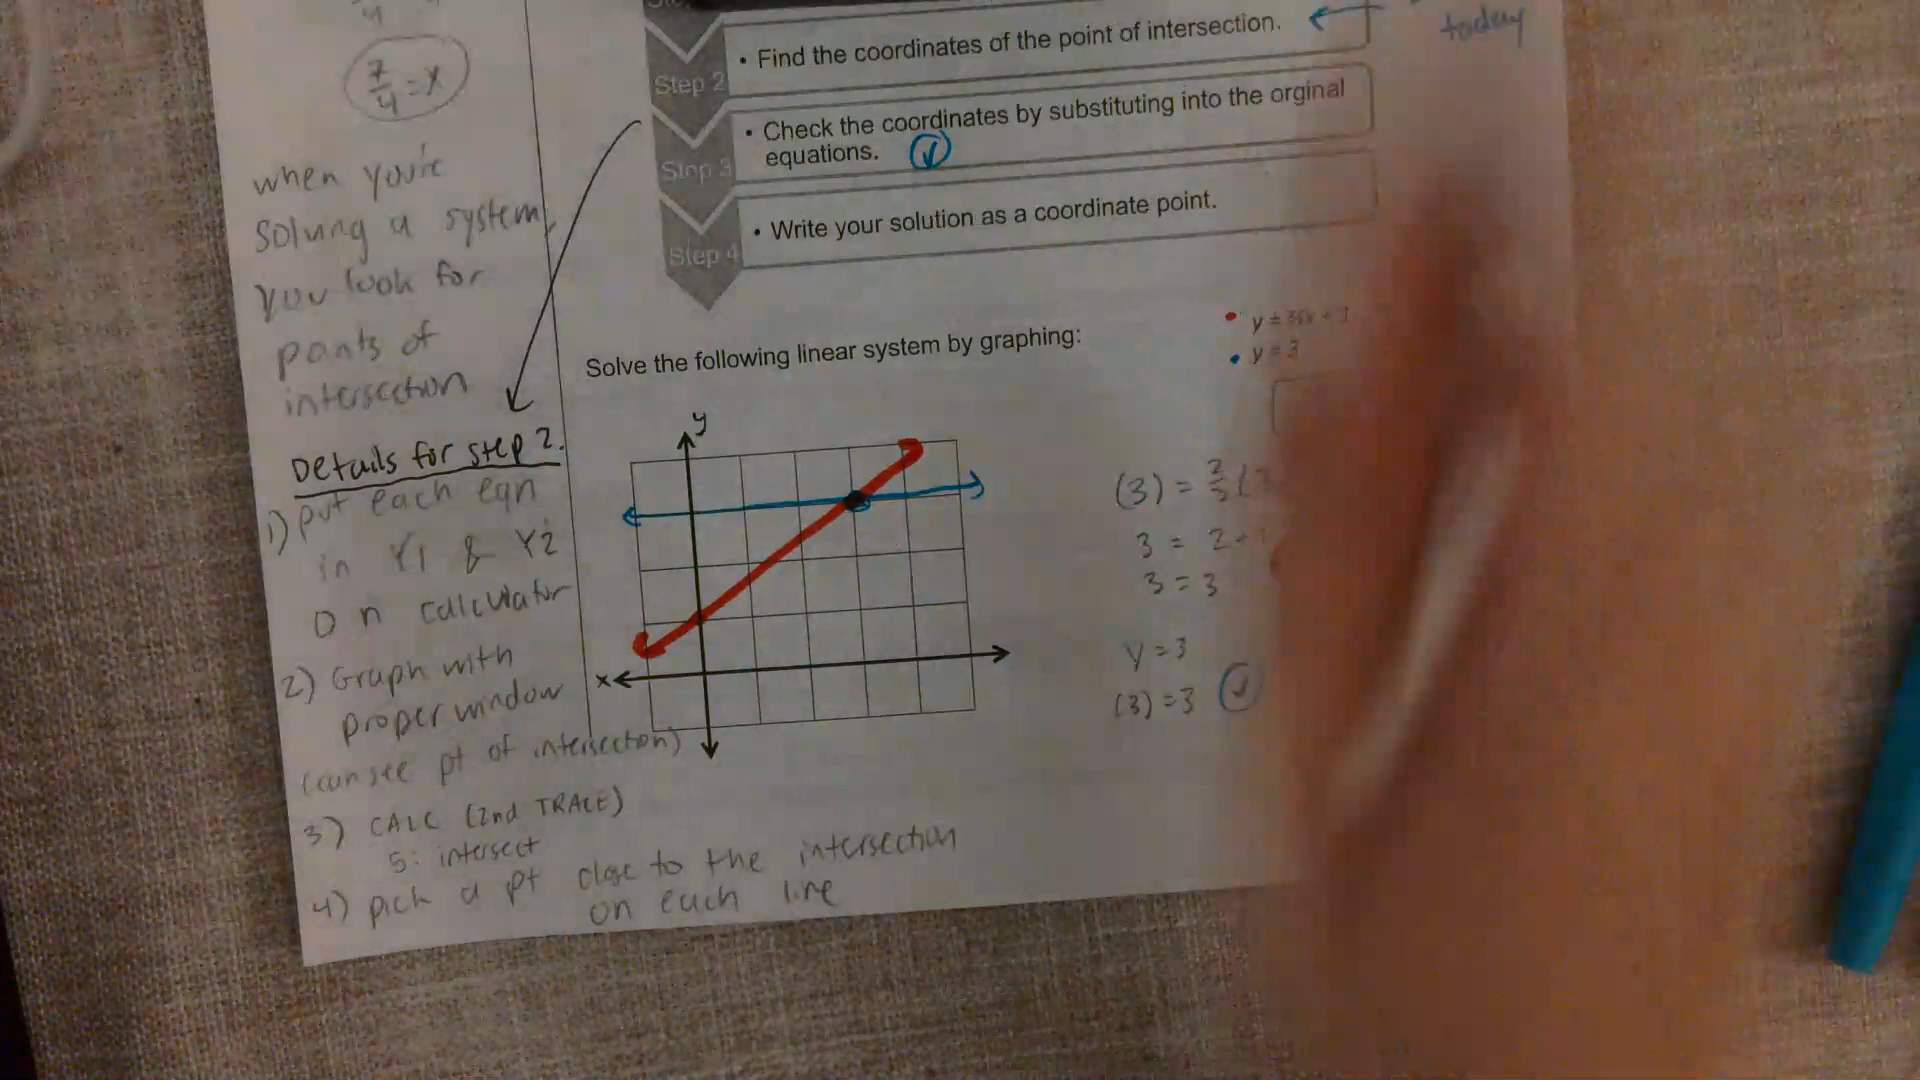 7/4 = x
when you're
solving a system,
you look for
points of
intersection
Details for step 2.
1) put each eqn
in Y1 & Y2
on calculator
2) Graph with
proper window
(can see pt of intersection)
3) CALC (2nd TRACE)
5: intersect
4) pick a pt close to the intersection
on each line
today
Step 2
• Find the coordinates of the point of intersection.
Step 3
• Check the coordinates by substituting into the orginal
equations.
Step 4
• Write your solution as a coordinate point.
Solve the following linear system by graphing:
• y = 3
y
x
(3) =
3 = 2 +
3 = 3
y = 3
(3) = 3